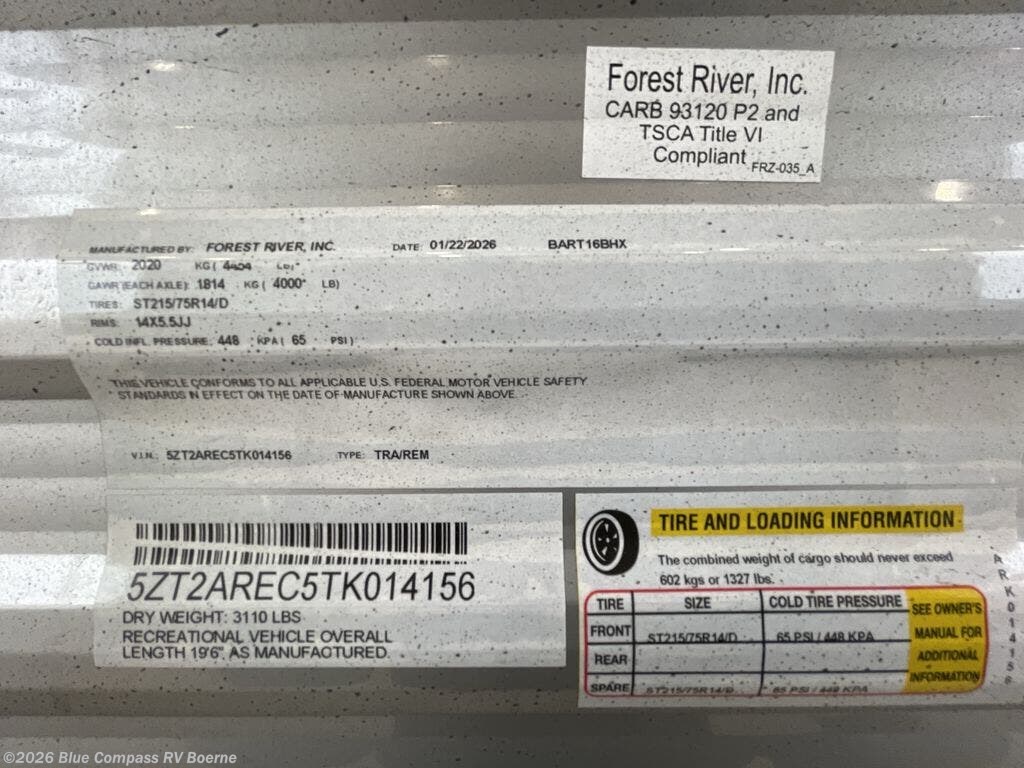 Forest River, Inc.
CARB 93120 P2 and
TSCA Title VI
Compliant FRZ-035_A
MANUFACTURED BY: FOREST RIVER, INC. DATE: 01/22/2026 BART16BHX
GVWR: 2020 KG ( 4454 LB)
GAWR (EACH AXLE): 1814 KG ( 4000* LB)
TIRES: ST215/75R14/D
RIMS: 14X5.5JJ
COLD INFL. PRESSURE: 448 KPA ( 65 PSI )
THIS VEHICLE CONFORMS TO ALL APPLICABLE U.S. FEDERAL MOTOR VEHICLE SAFETY
STANDARDS IN EFFECT ON THE DATE OF MANUFACTURE SHOWN ABOVE.
V.I.N.: 5ZT2AREC5TK014156 TYPE: TRA/REM
5ZT2AREC5TK014156
DRY WEIGHT: 3110 LBS
RECREATIONAL VEHICLE OVERALL
LENGTH 19'6" AS MANUFACTURED.
TIRE AND LOADING INFORMATION
The combined weight of cargo should never exceed
602 kgs or 1327 lbs.
TIRE SIZE COLD TIRE PRESSURE SEE OWNER'S
FRONT ST215/75R14/D 65 PSI / 448 KPA MANUAL FOR
REAR ADDITIONAL
SPARE ST215/75R14/D 65 PSI / 448 KPA INFORMATION
ARK014156
©2026 Blue Compass RV Boerne